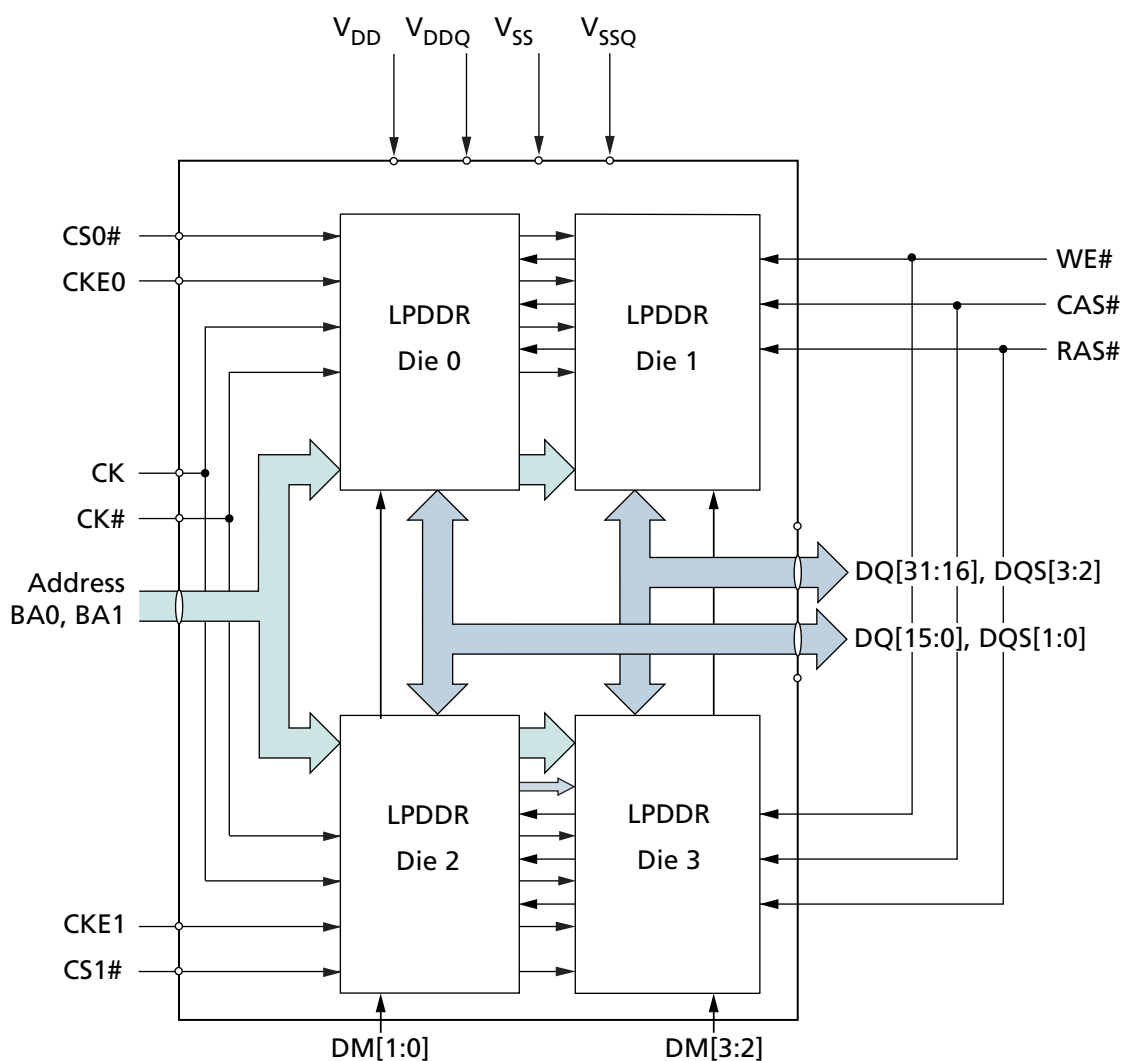 VDD VDDQ VSS VSSQ
CS0#
CKE0
CK
CK#
Address
BA0, BA1
CKE1
CS1#
LPDDR
Die 0
LPDDR
Die 1
LPDDR
Die 2
LPDDR
Die 3
WE#
CAS#
RAS#
DQ[31:16], DQS[3:2]
DQ[15:0], DQS[1:0]
DM[1:0]
DM[3:2]